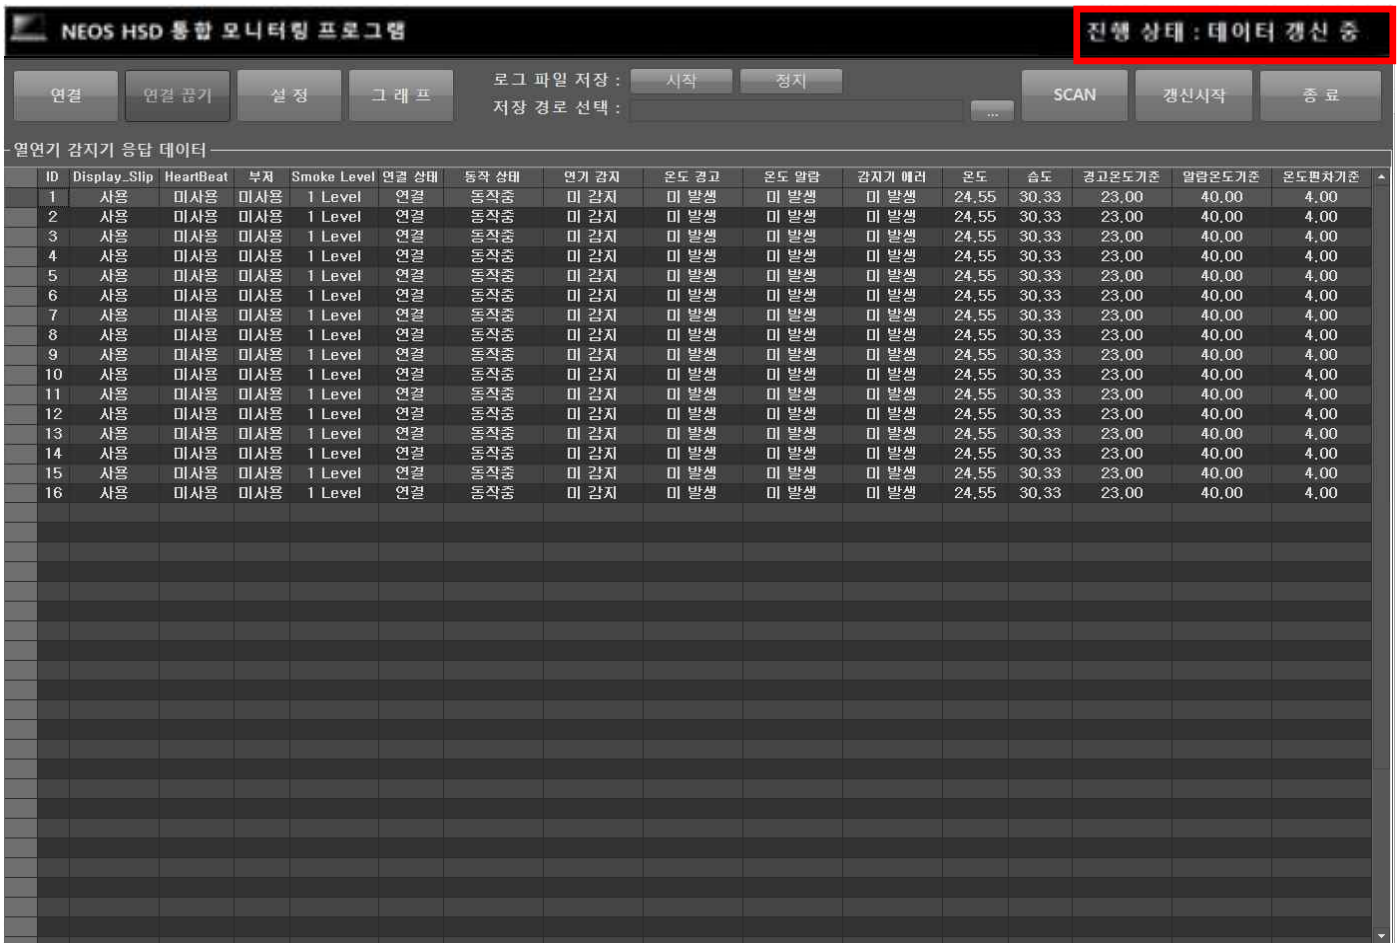 NEOS HSD 통합 모니터링 프로그램
진행 상태 : 데이터 갱신 중
연결 연결 끊기 설 정 그 래 프
로그 파일 저장 : 시작 정지
저장 경로 선택 : ...
SCAN 갱신시작 종 료
열연기 감지기 응답 데이터
ID Display_Slip HeartBeat 부저 Smoke Level 연결 상태 동작 상태 연기 감지 온도 경고 온도 알람 감지기 에러 온도 습도 경고온도기준 알람온도기준 온도편차기준
1 사용 미사용 미사용 1 Level 연결 동작중 미 감지 미 발생 미 발생 미 발생 24.55 30.33 23.00 40.00 4.00
2 사용 미사용 미사용 1 Level 연결 동작중 미 감지 미 발생 미 발생 미 발생 24.55 30.33 23.00 40.00 4.00
3 사용 미사용 미사용 1 Level 연결 동작중 미 감지 미 발생 미 발생 미 발생 24.55 30.33 23.00 40.00 4.00
4 사용 미사용 미사용 1 Level 연결 동작중 미 감지 미 발생 미 발생 미 발생 24.55 30.33 23.00 40.00 4.00
5 사용 미사용 미사용 1 Level 연결 동작중 미 감지 미 발생 미 발생 미 발생 24.55 30.33 23.00 40.00 4.00
6 사용 미사용 미사용 1 Level 연결 동작중 미 감지 미 발생 미 발생 미 발생 24.55 30.33 23.00 40.00 4.00
7 사용 미사용 미사용 1 Level 연결 동작중 미 감지 미 발생 미 발생 미 발생 24.55 30.33 23.00 40.00 4.00
8 사용 미사용 미사용 1 Level 연결 동작중 미 감지 미 발생 미 발생 미 발생 24.55 30.33 23.00 40.00 4.00
9 사용 미사용 미사용 1 Level 연결 동작중 미 감지 미 발생 미 발생 미 발생 24.55 30.33 23.00 40.00 4.00
10 사용 미사용 미사용 1 Level 연결 동작중 미 감지 미 발생 미 발생 미 발생 24.55 30.33 23.00 40.00 4.00
11 사용 미사용 미사용 1 Level 연결 동작중 미 감지 미 발생 미 발생 미 발생 24.55 30.33 23.00 40.00 4.00
12 사용 미사용 미사용 1 Level 연결 동작중 미 감지 미 발생 미 발생 미 발생 24.55 30.33 23.00 40.00 4.00
13 사용 미사용 미사용 1 Level 연결 동작중 미 감지 미 발생 미 발생 미 발생 24.55 30.33 23.00 40.00 4.00
14 사용 미사용 미사용 1 Level 연결 동작중 미 감지 미 발생 미 발생 미 발생 24.55 30.33 23.00 40.00 4.00
15 사용 미사용 미사용 1 Level 연결 동작중 미 감지 미 발생 미 발생 미 발생 24.55 30.33 23.00 40.00 4.00
16 사용 미사용 미사용 1 Level 연결 동작중 미 감지 미 발생 미 발생 미 발생 24.55 30.33 23.00 40.00 4.00